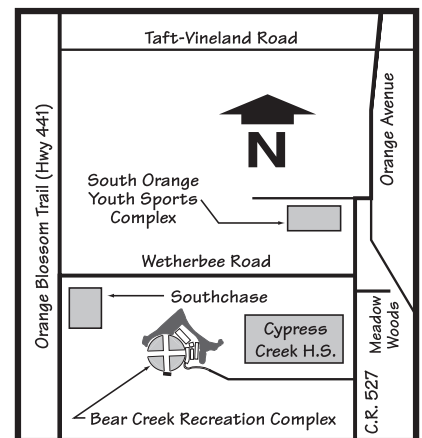 Taft-Vineland Road
Orange Blossom Trail (Hwy 441)
Orange Avenue
N
South Orange
Youth Sports
Complex
Wetherbee Road
Southchase
Cypress
Creek H.S.
Meadow
Woods
C.R. 527
Bear Creek Recreation Complex